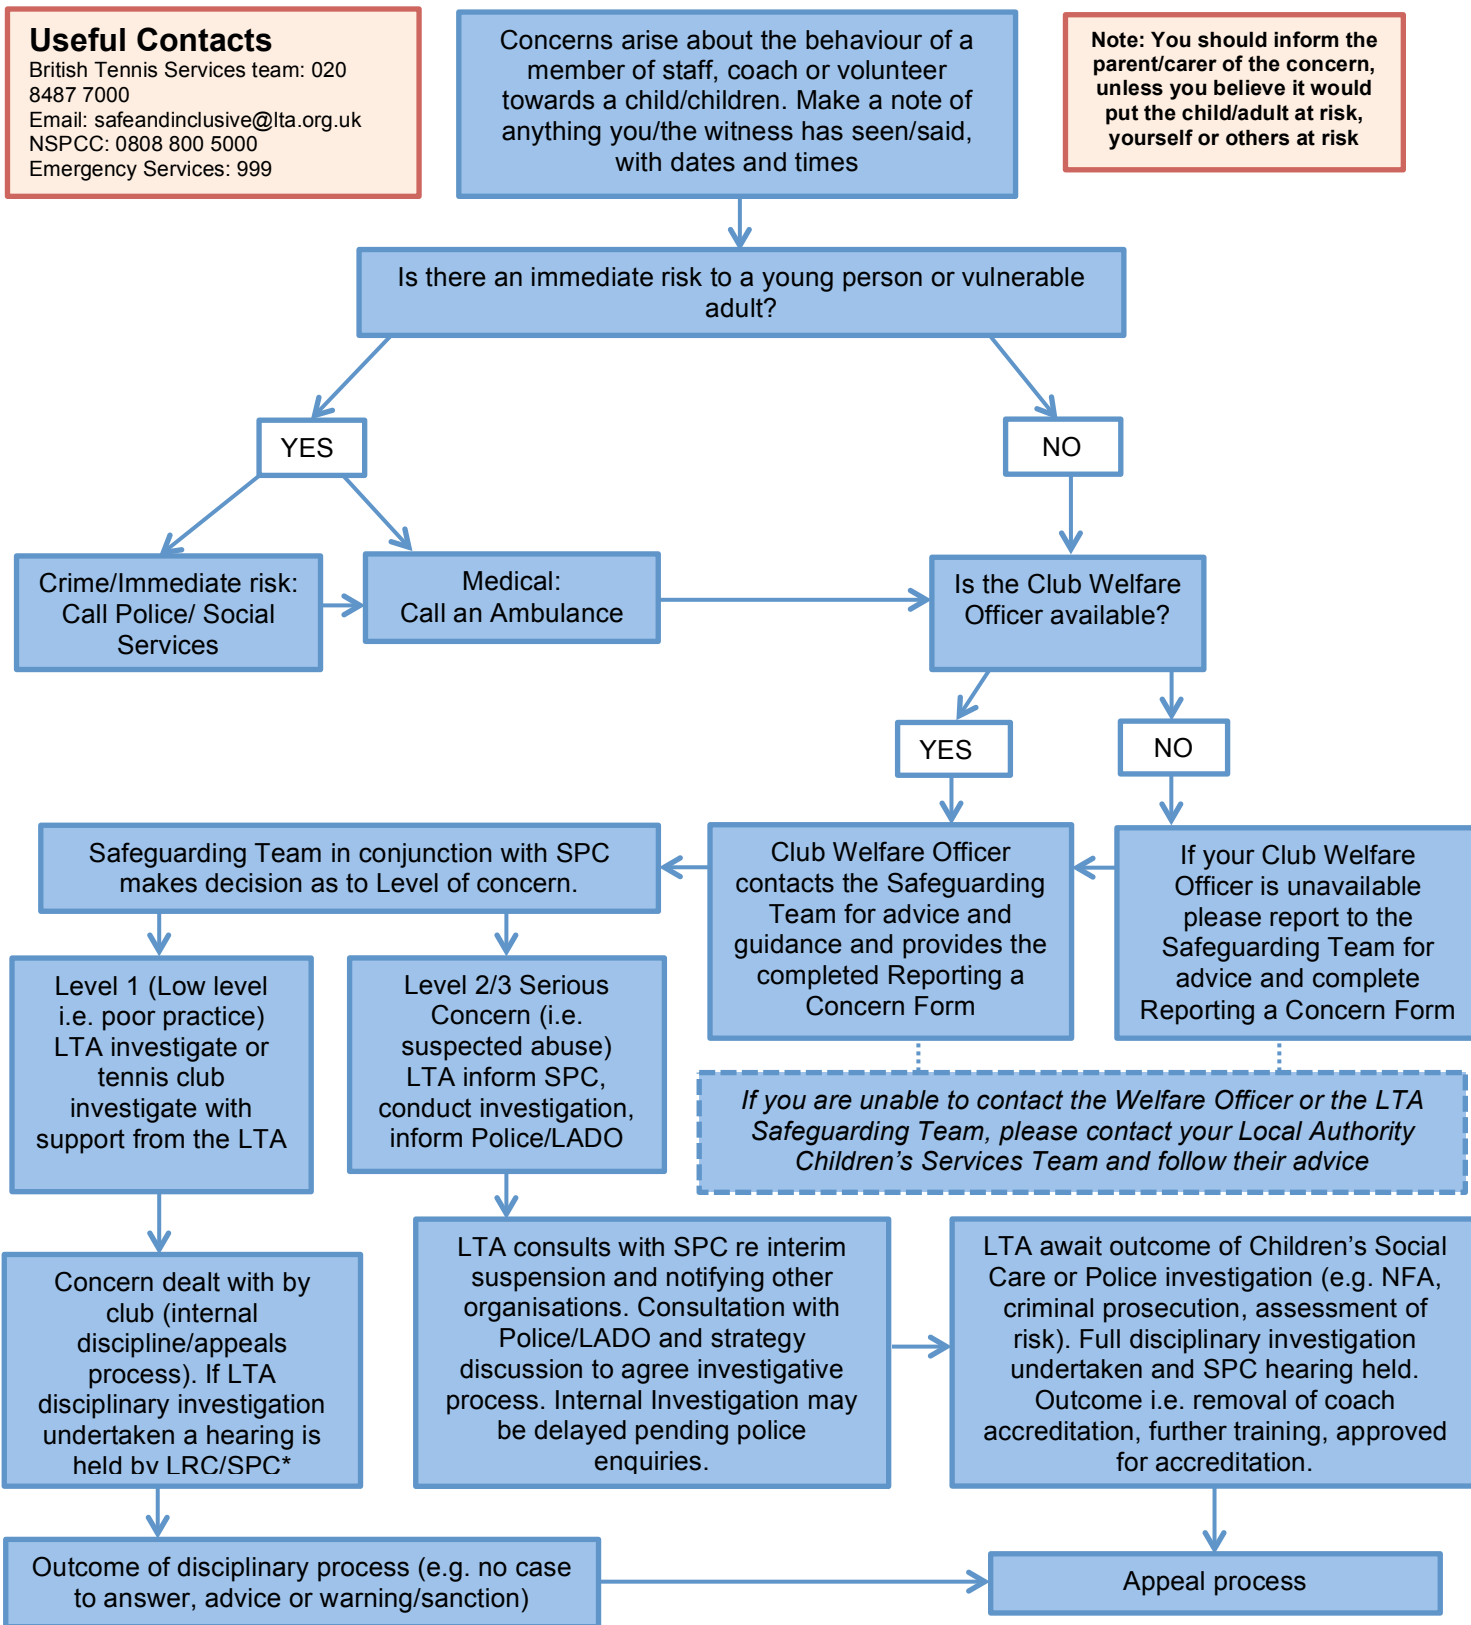 Useful Contacts
British Tennis Services team: 020
8487 7000
Email: safeandinclusive@lta.org.uk
NSPCC: 0808 800 5000
Emergency Services: 999
Concerns arise about the behaviour of a
member of staff, coach or volunteer
towards a child/children. Make a note of
anything you/the witness has seen/said,
with dates and times
Note: You should inform the
parent/carer of the concern,
unless you believe it would
put the child/adult at risk,
yourself or others at risk
Is there an immediate risk to a young person or vulnerable
adult?
YES
NO
Crime/Immediate risk:
Call Police/ Social
Services
Medical:
Call an Ambulance
Is the Club Welfare
Officer available?
YES
NO
Safeguarding Team in conjunction with SPC
makes decision as to Level of concern.
Club Welfare Officer
contacts the Safeguarding
Team for advice and
guidance and provides the
completed Reporting a
Concern Form
If your Club Welfare
Officer is unavailable
please report to the
Safeguarding Team for
advice and complete
Reporting a Concern Form
Level 1 (Low level
i.e. poor practice)
LTA investigate or
tennis club
investigate with
support from the LTA
Level 2/3 Serious
Concern (i.e.
suspected abuse)
LTA inform SPC,
conduct investigation,
inform Police/LADO
If you are unable to contact the Welfare Officer or the LTA
Safeguarding Team, please contact your Local Authority
Children's Services Team and follow their advice
Concern dealt with by
club (internal
discipline/appeals
process). If LTA
disciplinary investigation
undertaken a hearing is
held by LRC/SPC*
LTA consults with SPC re interim
suspension and notifying other
organisations. Consultation with
Police/LADO and strategy
discussion to agree investigative
process. Internal Investigation may
be delayed pending police
enquiries.
LTA await outcome of Children's Social
Care or Police investigation (e.g. NFA,
criminal prosecution, assessment of
risk). Full disciplinary investigation
undertaken and SPC hearing held.
Outcome i.e. removal of coach
accreditation, further training, approved
for accreditation.
Outcome of disciplinary process (e.g. no case
to answer, advice or warning/sanction)
Appeal process